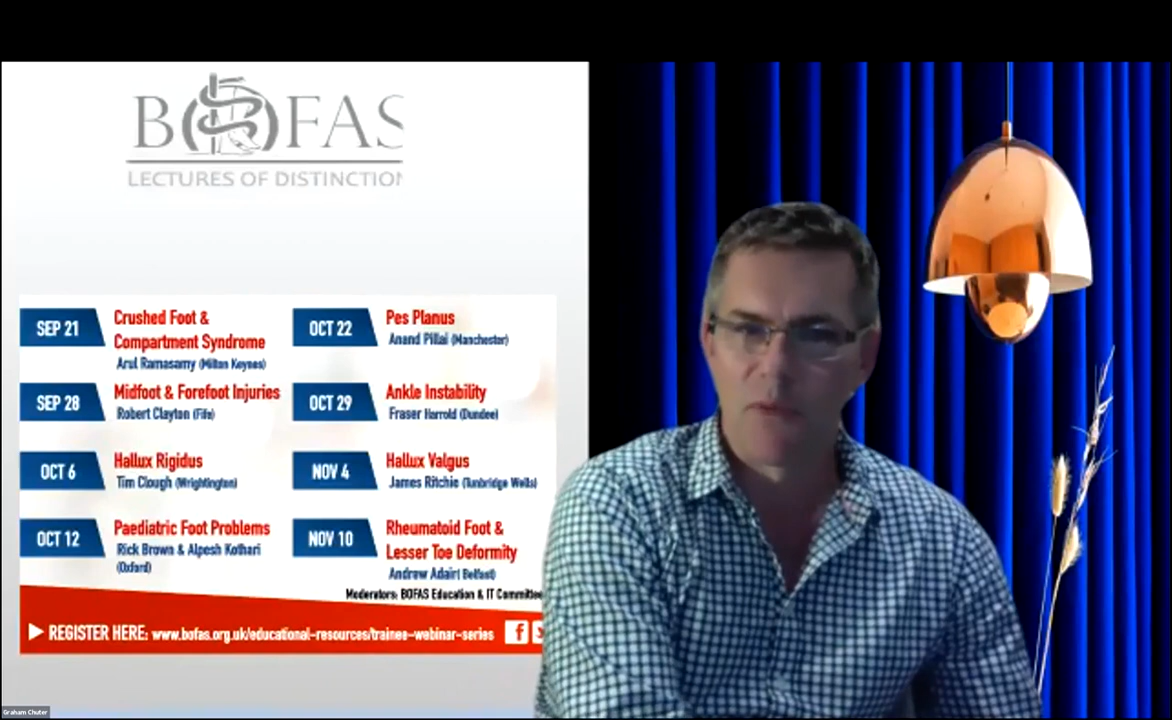 BOFAS
LECTURES OF DISTINCTION
SEP 21
Crushed Foot &
Compartment Syndrome
Arul Ramasamy (Milton Keynes)
SEP 28
Midfoot & Forefoot Injuries
Robert Clayton (Fife)
OCT 6
Hallux Rigidus
Tim Clough (Wrightington)
OCT 12
Paediatric Foot Problems
Rick Brown & Alpesh Kothari
(Oxford)
OCT 22
Pes Planus
Anand Pillai (Manchester)
OCT 29
Ankle Instability
Fraser Harrold (Dundee)
NOV 4
Hallux Valgus
James Ritchie (Tunbridge Wells)
NOV 10
Rheumatoid Foot &
Lesser Toe Deformity
Andrew Adair( Belfast)
Moderators: BOFAS Education & IT Committee
REGISTER HERE: www.bofas.org.uk/educational-resources/trainee-webinar-series
Graham Chuter